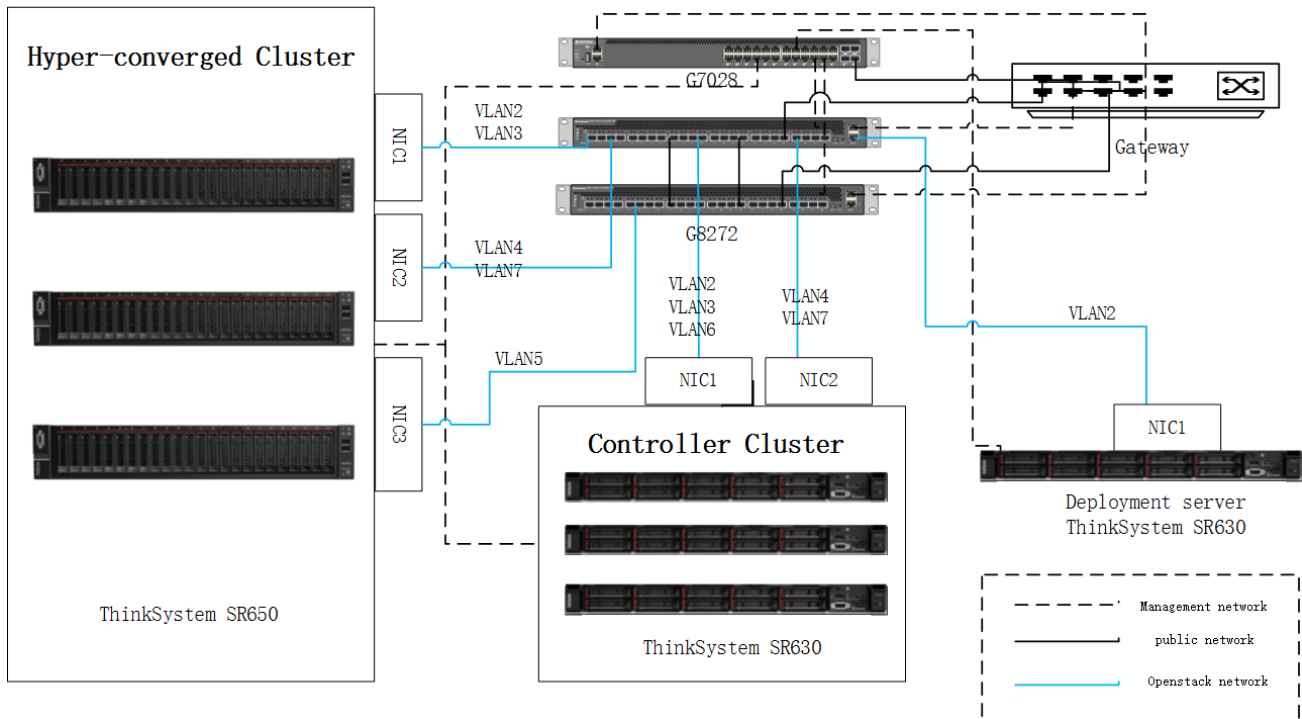 Hyper-converged Cluster
G7028
Gateway
VLAN2
VLAN3
NIC1
G8272
VLAN4
VLAN7
NIC2
VLAN2
VLAN3
VLAN6
VLAN4
VLAN7
VLAN2
VLAN5
NIC3
NIC1
NIC2
NIC1
Controller Cluster
Deployment server
ThinkSystem SR630
ThinkSystem SR650
ThinkSystem SR630
Management network
public network
Openstack network